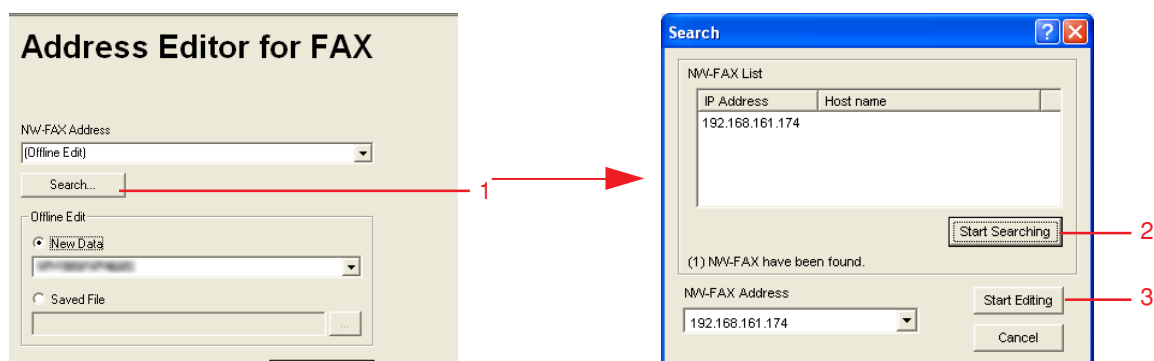 Address Editor for FAX
NW-FAX Address
(Offline Edit)
Search...
1
Offline Edit
New Data
Saved File
...
Search
?
X
NW-FAX List
IP Address Host name
192.168.161.174
Start Searching
2
(1) NW-FAX have been found.
NW-FAX Address
192.168.161.174
Start Editing
3
Cancel